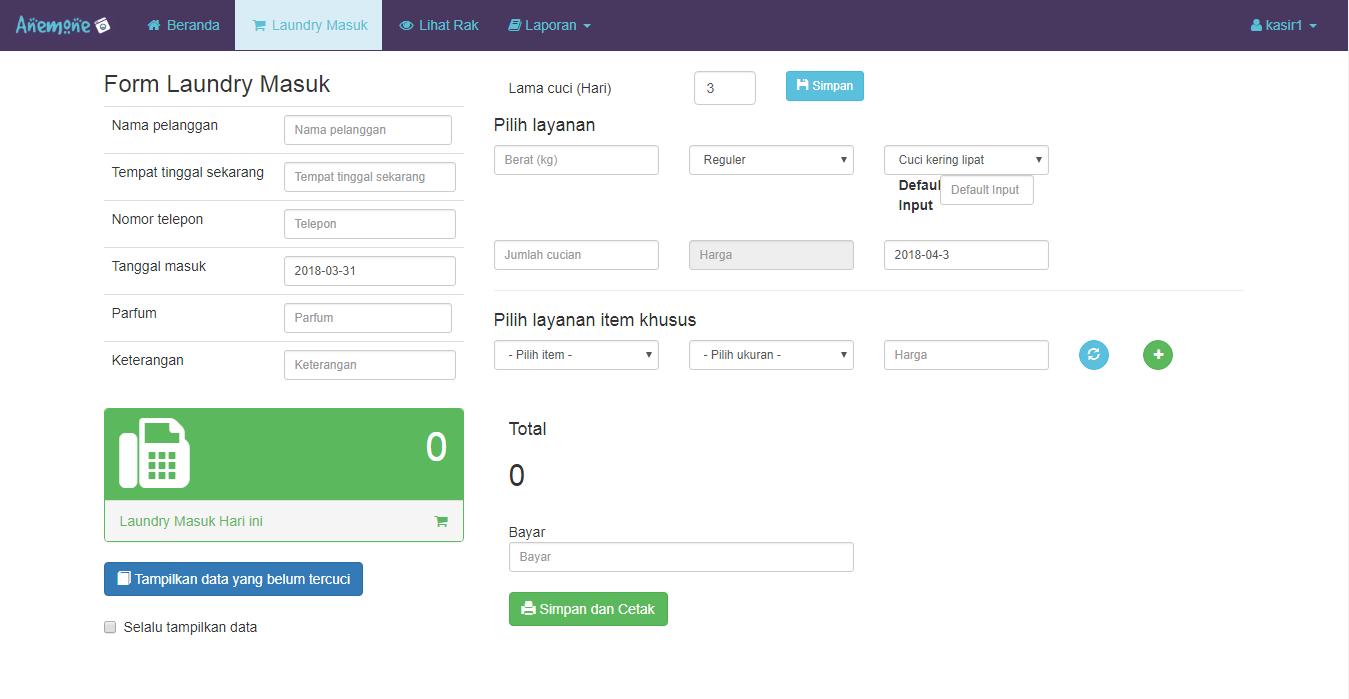 Anemone
Beranda
Laundry Masuk
Lihat Rak
Laporan
kasir1
Form Laundry Masuk
Nama pelanggan
Nama pelanggan
Tempat tinggal sekarang
Tempat tinggal sekarang
Nomor telepon
Telepon
Tanggal masuk
2018-03-31
Parfum
Parfum
Keterangan
Keterangan
0
Laundry Masuk Hari ini
Tampilkan data yang belum tercuci
Selalu tampilkan data
Lama cuci (Hari)
3
Simpan
Pilih layanan
Berat (kg)
Reguler
Cuci kering lipat
Defaul
Input
Default Input
Jumlah cucian
Harga
2018-04-3
Pilih layanan item khusus
- Pilih item -
- Pilih ukuran -
Harga
Total
0
Bayar
Bayar
Simpan dan Cetak